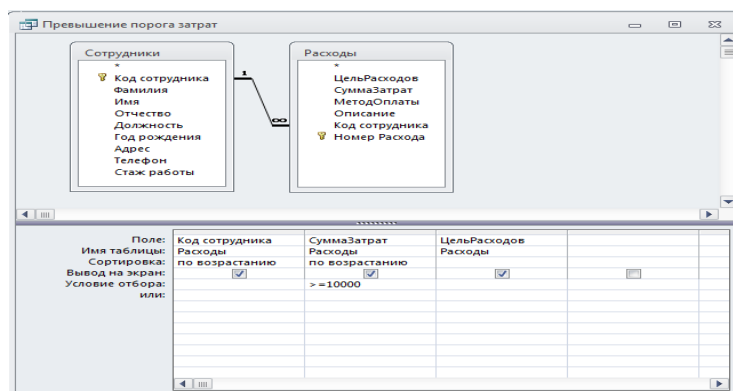 Превышение порога затрат
Сотрудники
*
Код сотрудника
Фамилия
Имя
Отчество
Должность
Год рождения
Адрес
Телефон
Стаж работы
1
∞
Расходы
*
ЦельРасходов
СуммаЗатрат
МетодОплаты
Описание
Код сотрудника
Номер Расхода
Поле: Код сотрудника СуммаЗатрат ЦельРасходов
Имя таблицы: Расходы Расходы Расходы
Сортировка: по возрастанию по возрастанию
Вывод на экран:
Условие отбора: >=10000
или: